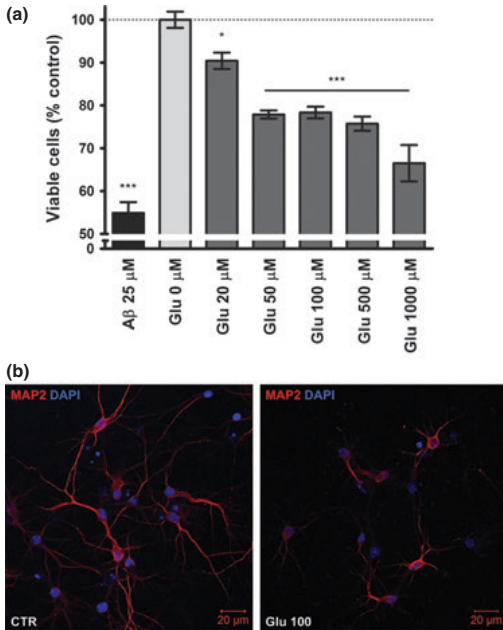 (a)
Viable cells (% control)
100
90
80
70
60
50
0
***
*
***
Aβ 25 µM
Glu 0 µM
Glu 20 µM
Glu 50 µM
Glu 100 µM
Glu 500 µM
Glu 1000 µM
(b)
MAP2 DAPI
CTR
20 µm
MAP2 DAPI
Glu 100
20 µm